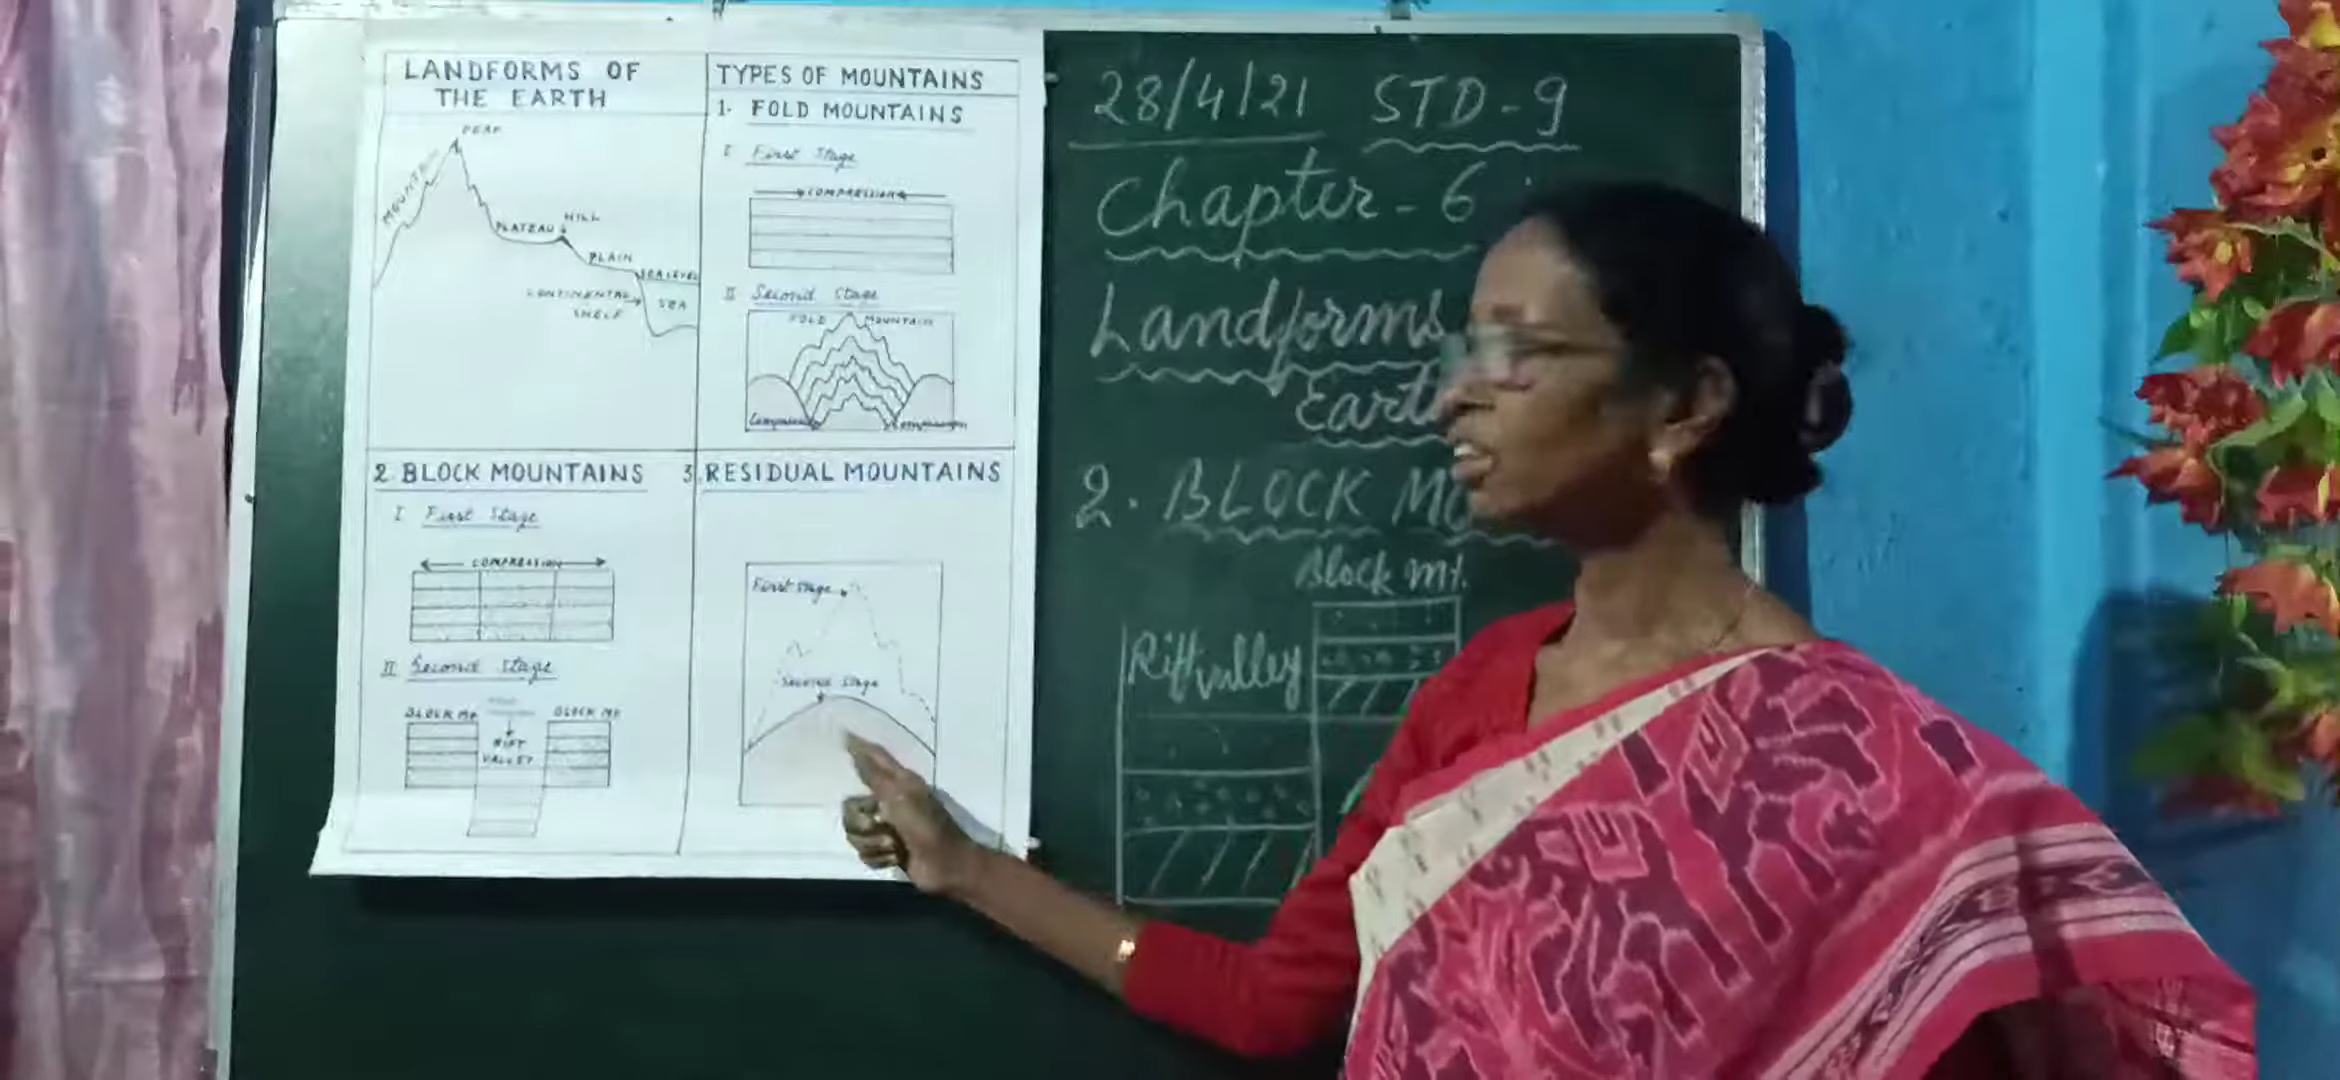 LANDFORMS OF
THE EARTH
PEAK
MOUNTAIN
HILL
PLATEAU
PLAIN
SEA LEVEL
CONTINENTAL
SHELF
SEA
TYPES OF MOUNTAINS
1. FOLD MOUNTAINS
I First Stage
COMPRESSION
II Second Stage
FOLD MOUNTAIN
Compression Compression
2. BLOCK MOUNTAINS
I First Stage
COMPRESSION
II Second Stage
BLOCK MT BLOCK MT
RIFT
VALLEY
3. RESIDUAL MOUNTAINS
First Stage
Second Stage
28/4/21 STD-9
Chapter-6
Landforms
Earth
2. BLOCK MO
Block Mt.
Rift valley